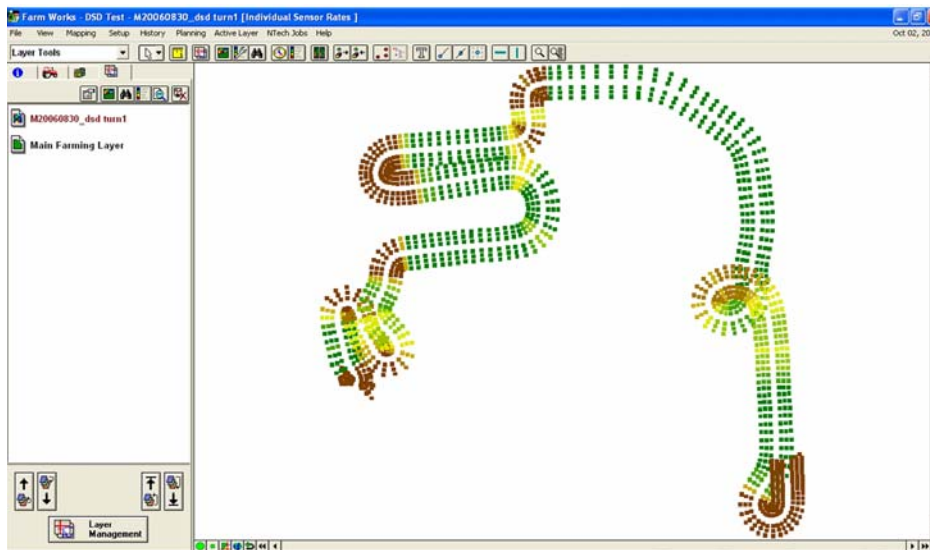 Farm Works - DSD Test - M20060830_dsd turn1 [Individual Sensor Rates ]
File View Mapping Setup History Planning Active Layer NTech Jobs Help
Oct 02, 20
Layer Tools
M20060830_dsd turn1
Main Farming Layer
Layer
Management